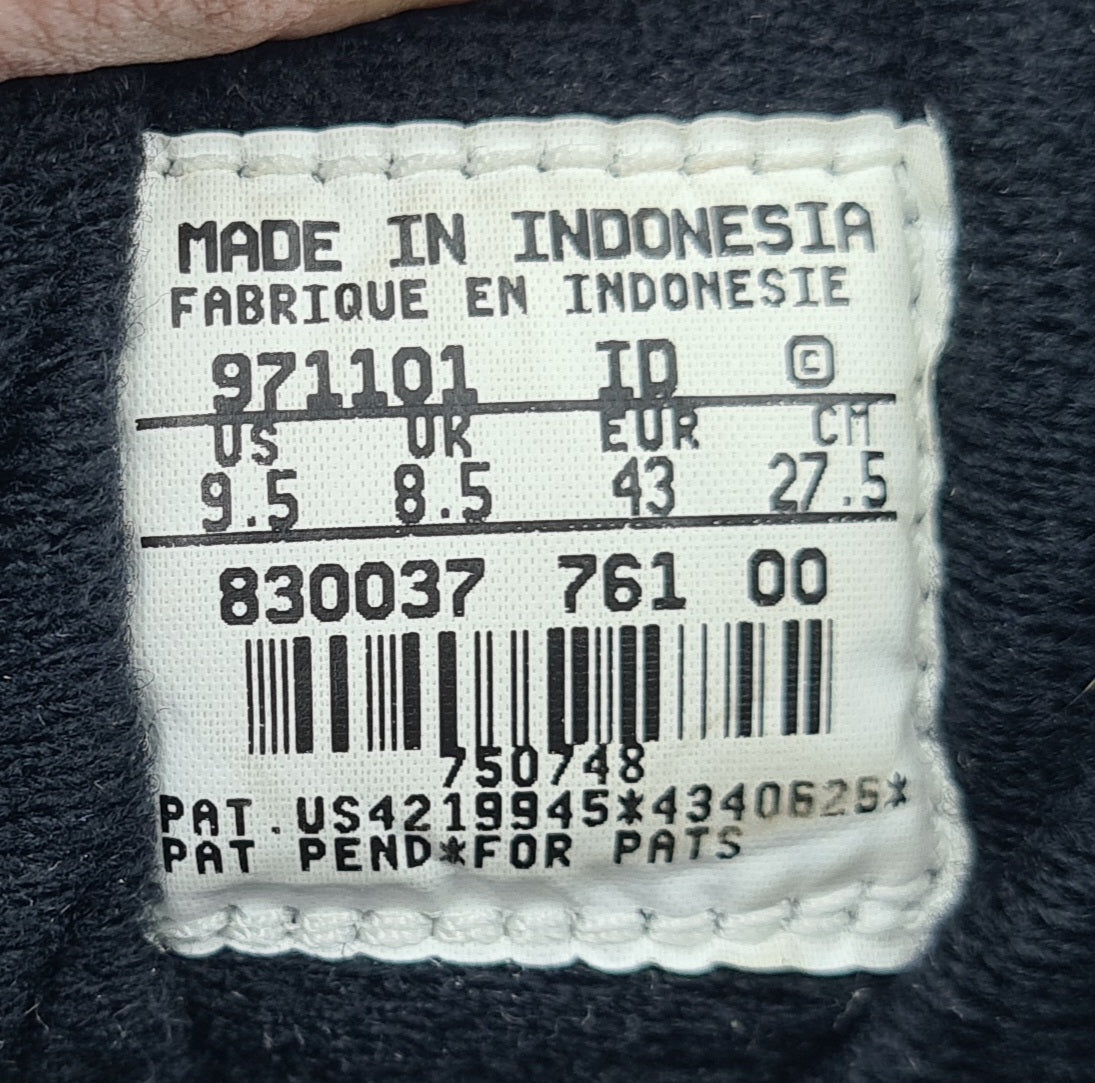 MADE IN INDONESIA
FABRIQUE EN INDONESIE
971101 ID ©
US UK EUR CM
9.5 8.5 43 27.5
830037 761 00
750748
PAT.US4219945*4340626*
PAT PEND*FOR PATS